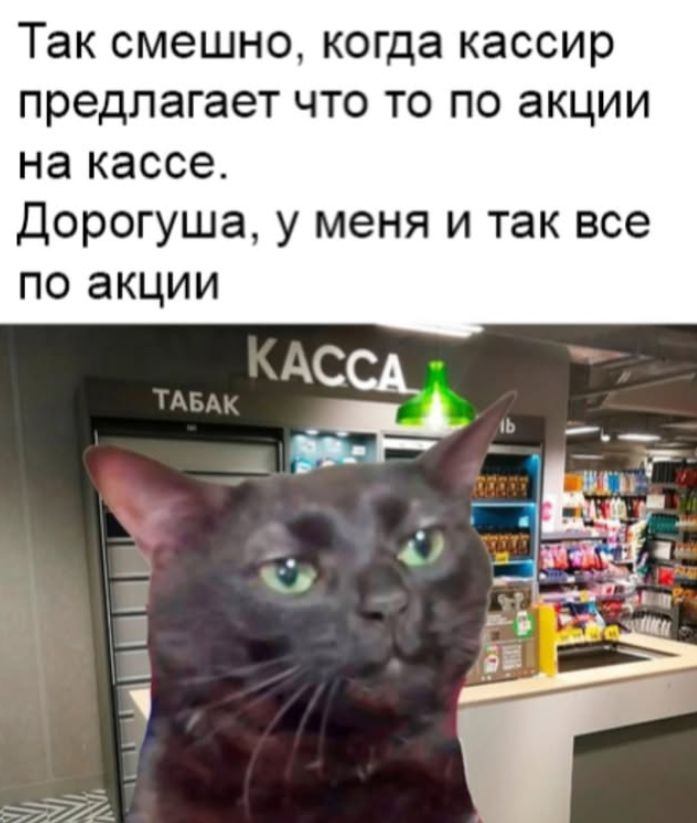 Так смешно, когда кассир
предлагает что то по акции
на кассе.
Дорогуша, у меня и так все
по акции
КАССА
ТАБАК